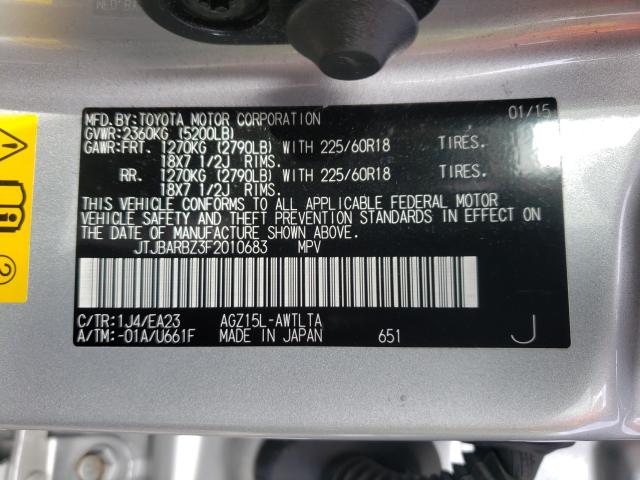 MFD.BY:TOYOTA MOTOR CORPORATION 01/15
GVWR:2360KG (5200LB)
GAWR:FRT. 1270KG (2790LB) WITH 225/60R18 TIRES.
18X7 1/2J RIMS.
RR. 1270KG (2790LB) WITH 225/60R18 TIRES.
18X7 1/2J RIMS.
THIS VEHICLE CONFORMS TO ALL APPLICABLE FEDERAL MOTOR
VEHICLE SAFETY AND THEFT PREVENTION STANDARDS IN EFFECT ON
THE DATE OF MANUFACTURE SHOWN ABOVE.
JTJBARBZ3F2010683 MPV
C/TR:1J4/EA23 AGZ15L-AWTLTA
A/TM:-01A/U661F MADE IN JAPAN 651 J
2